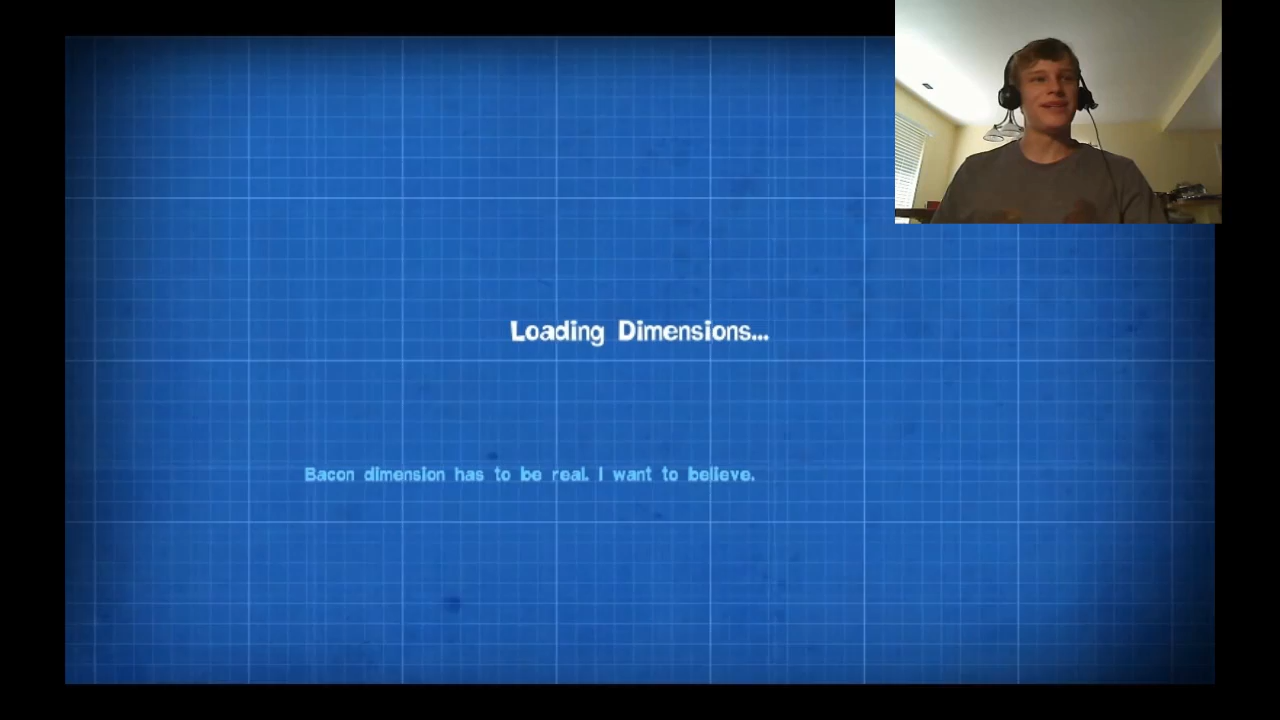 Loading Dimensions...
Bacon dimension has to be real. I want to believe.